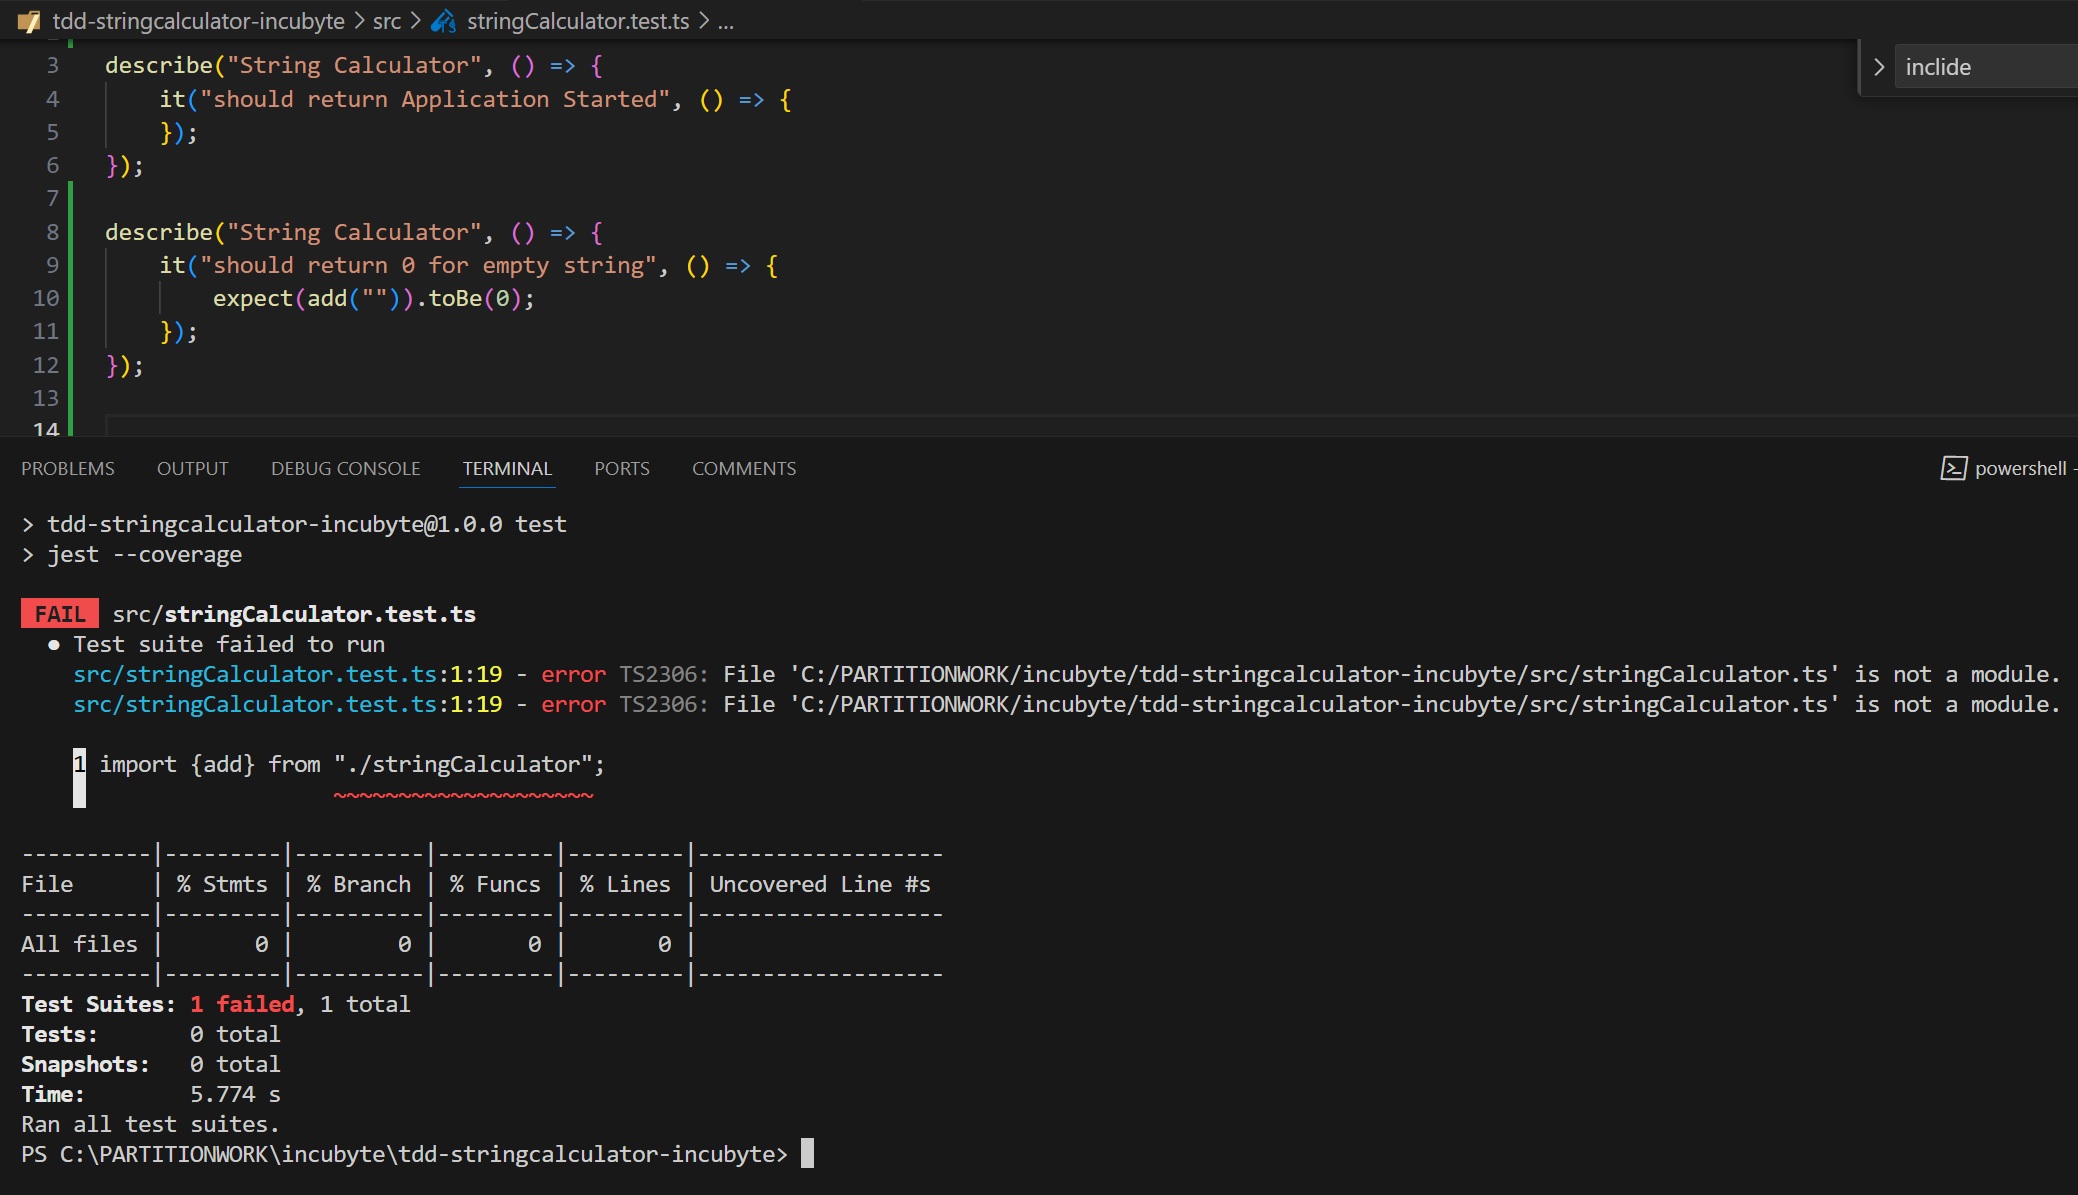 tdd-stringcalculator-incubyte > src > stringCalculator.test.ts > ...
inclide
3 describe("String Calculator", () => {
4 it("should return Application Started", () => {
5 });
6 });
7
8 describe("String Calculator", () => {
9 it("should return 0 for empty string", () => {
10 expect(add("")).toBe(0);
11 });
12 });
13
14
PROBLEMS OUTPUT DEBUG CONSOLE TERMINAL PORTS COMMENTS powershell -
> tdd-stringcalculator-incubyte@1.0.0 test
> jest --coverage
FAIL src/stringCalculator.test.ts
● Test suite failed to run
src/stringCalculator.test.ts:1:19 - error TS2306: File 'C:/PARTITIONWORK/incubyte/tdd-stringcalculator-incubyte/src/stringCalculator.ts' is not a module.
src/stringCalculator.test.ts:1:19 - error TS2306: File 'C:/PARTITIONWORK/incubyte/tdd-stringcalculator-incubyte/src/stringCalculator.ts' is not a module.
1 import {add} from "./stringCalculator";
~~~~~~~~~~~~~~~~~~~~
----------|---------|----------|---------|---------|-------------------
File | % Stmts | % Branch | % Funcs | % Lines | Uncovered Line #s
----------|---------|----------|---------|---------|-------------------
All files | 0 | 0 | 0 | 0 |
----------|---------|----------|---------|---------|-------------------
Test Suites: 1 failed, 1 total
Tests: 0 total
Snapshots: 0 total
Time: 5.774 s
Ran all test suites.
PS C:\PARTITIONWORK\incubyte\tdd-stringcalculator-incubyte>